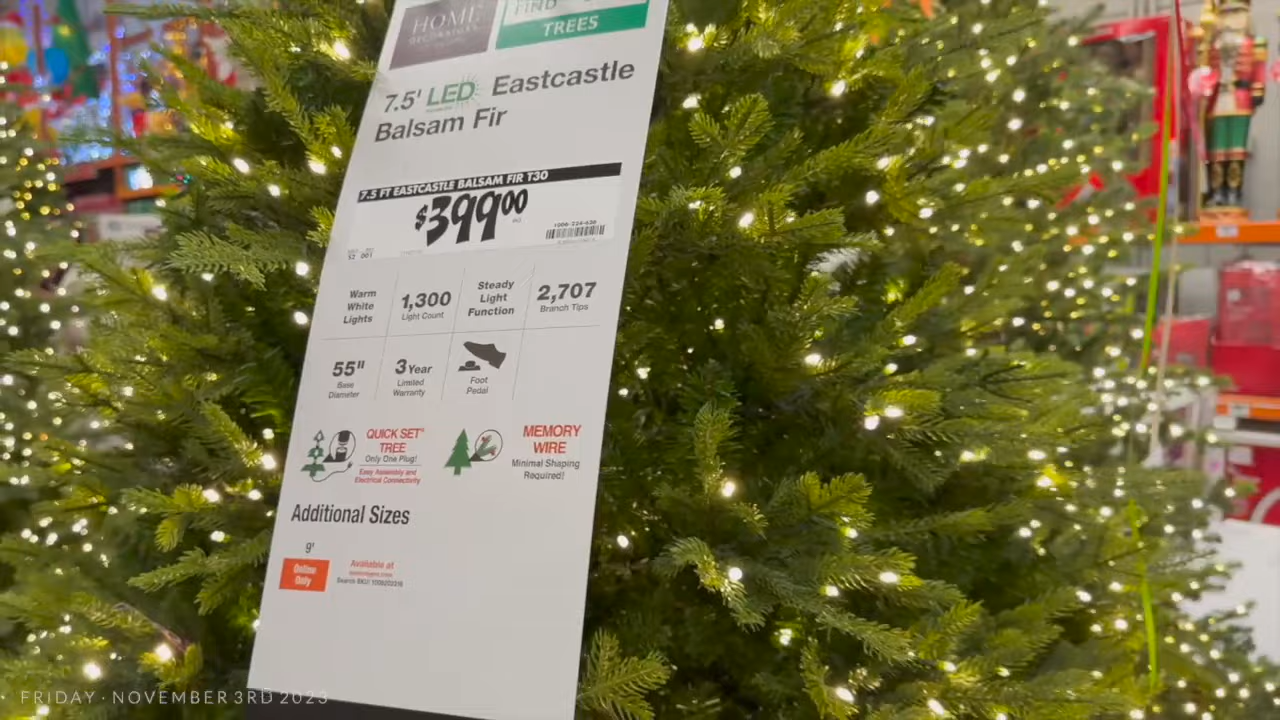 HOME
DECORATORS
FIND
TREES
7.5' LED Eastcastle
Balsam Fir
7.5 FT EASTCASTLE BALSAM FIR T30
$399.00
Warm
White
Lights
1,300
Light Count
Steady
Light
Function
2,707
Branch Tips
55"
Base
Diameter
3 Year
Limited
Warranty
Foot
Pedal
QUICK SET
TREE
Only One Plug!
Easy Assembly and
Electrical Connectivity
MEMORY
WIRE
Minimal Shaping
Required!
Additional Sizes
9'
Online
Only
Available at
FRIDAY · NOVEMBER 3RD 2023